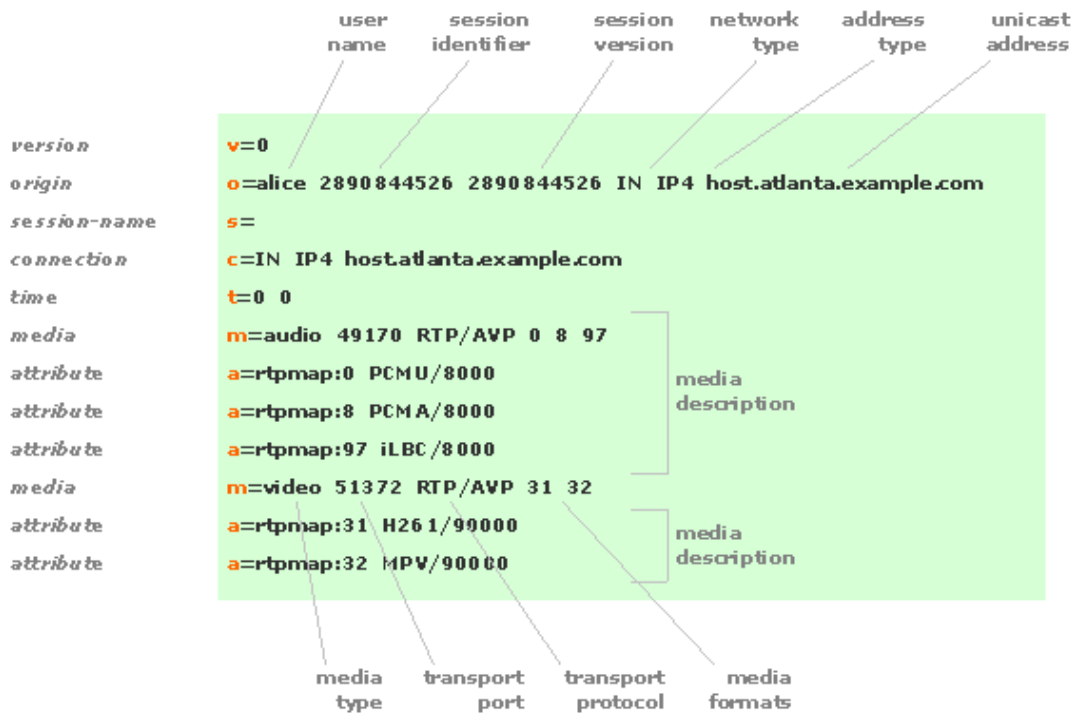 user session session network address unicast
name identifier version type type address
version v=0
origin o=alice 2890844526 2890844526 IN IP4 host.atlanta.example.com
session-name s=
connection c=IN IP4 host.atlanta.example.com
time t=0 0
media m=audio 49170 RTP/AVP 0 8 97
attribute a=rtpmap:0 PCMU/8000
media
attribute a=rtpmap:8 PCMA/8000
description
attribute a=rtpmap:97 iLBC/8000
media m=video 51372 RTP/AVP 31 32
attribute a=rtpmap:31 H261/90000
media
description
attribute a=rtpmap:32 MPV/90000
media transport transport media
type port protocol formats